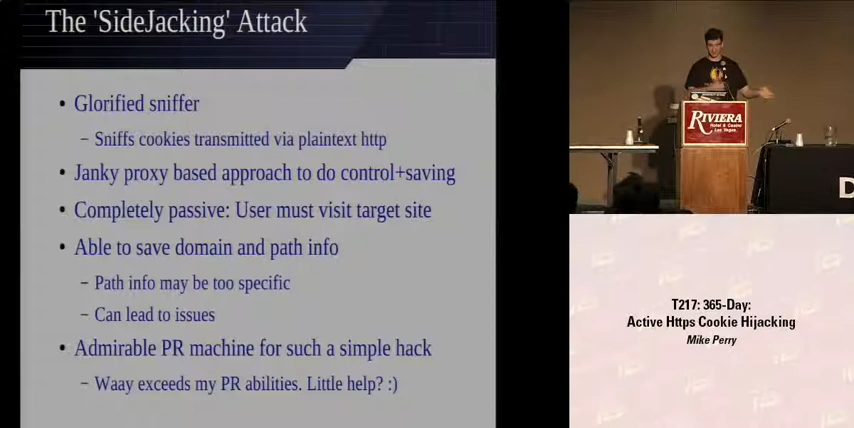 The 'SideJacking' Attack
• Glorified sniffer
– Sniffs cookies transmitted via plaintext http
• Janky proxy based approach to do control+saving
• Completely passive: User must visit target site
• Able to save domain and path info
– Path info may be too specific
– Can lead to issues
• Admirable PR machine for such a simple hack
– Waay exceeds my PR abilities. Little help? :)
RIVIERA
Hotel & Casino
Las Vegas
D
T217: 365-Day:
Active Https Cookie Hijacking
Mike Perry